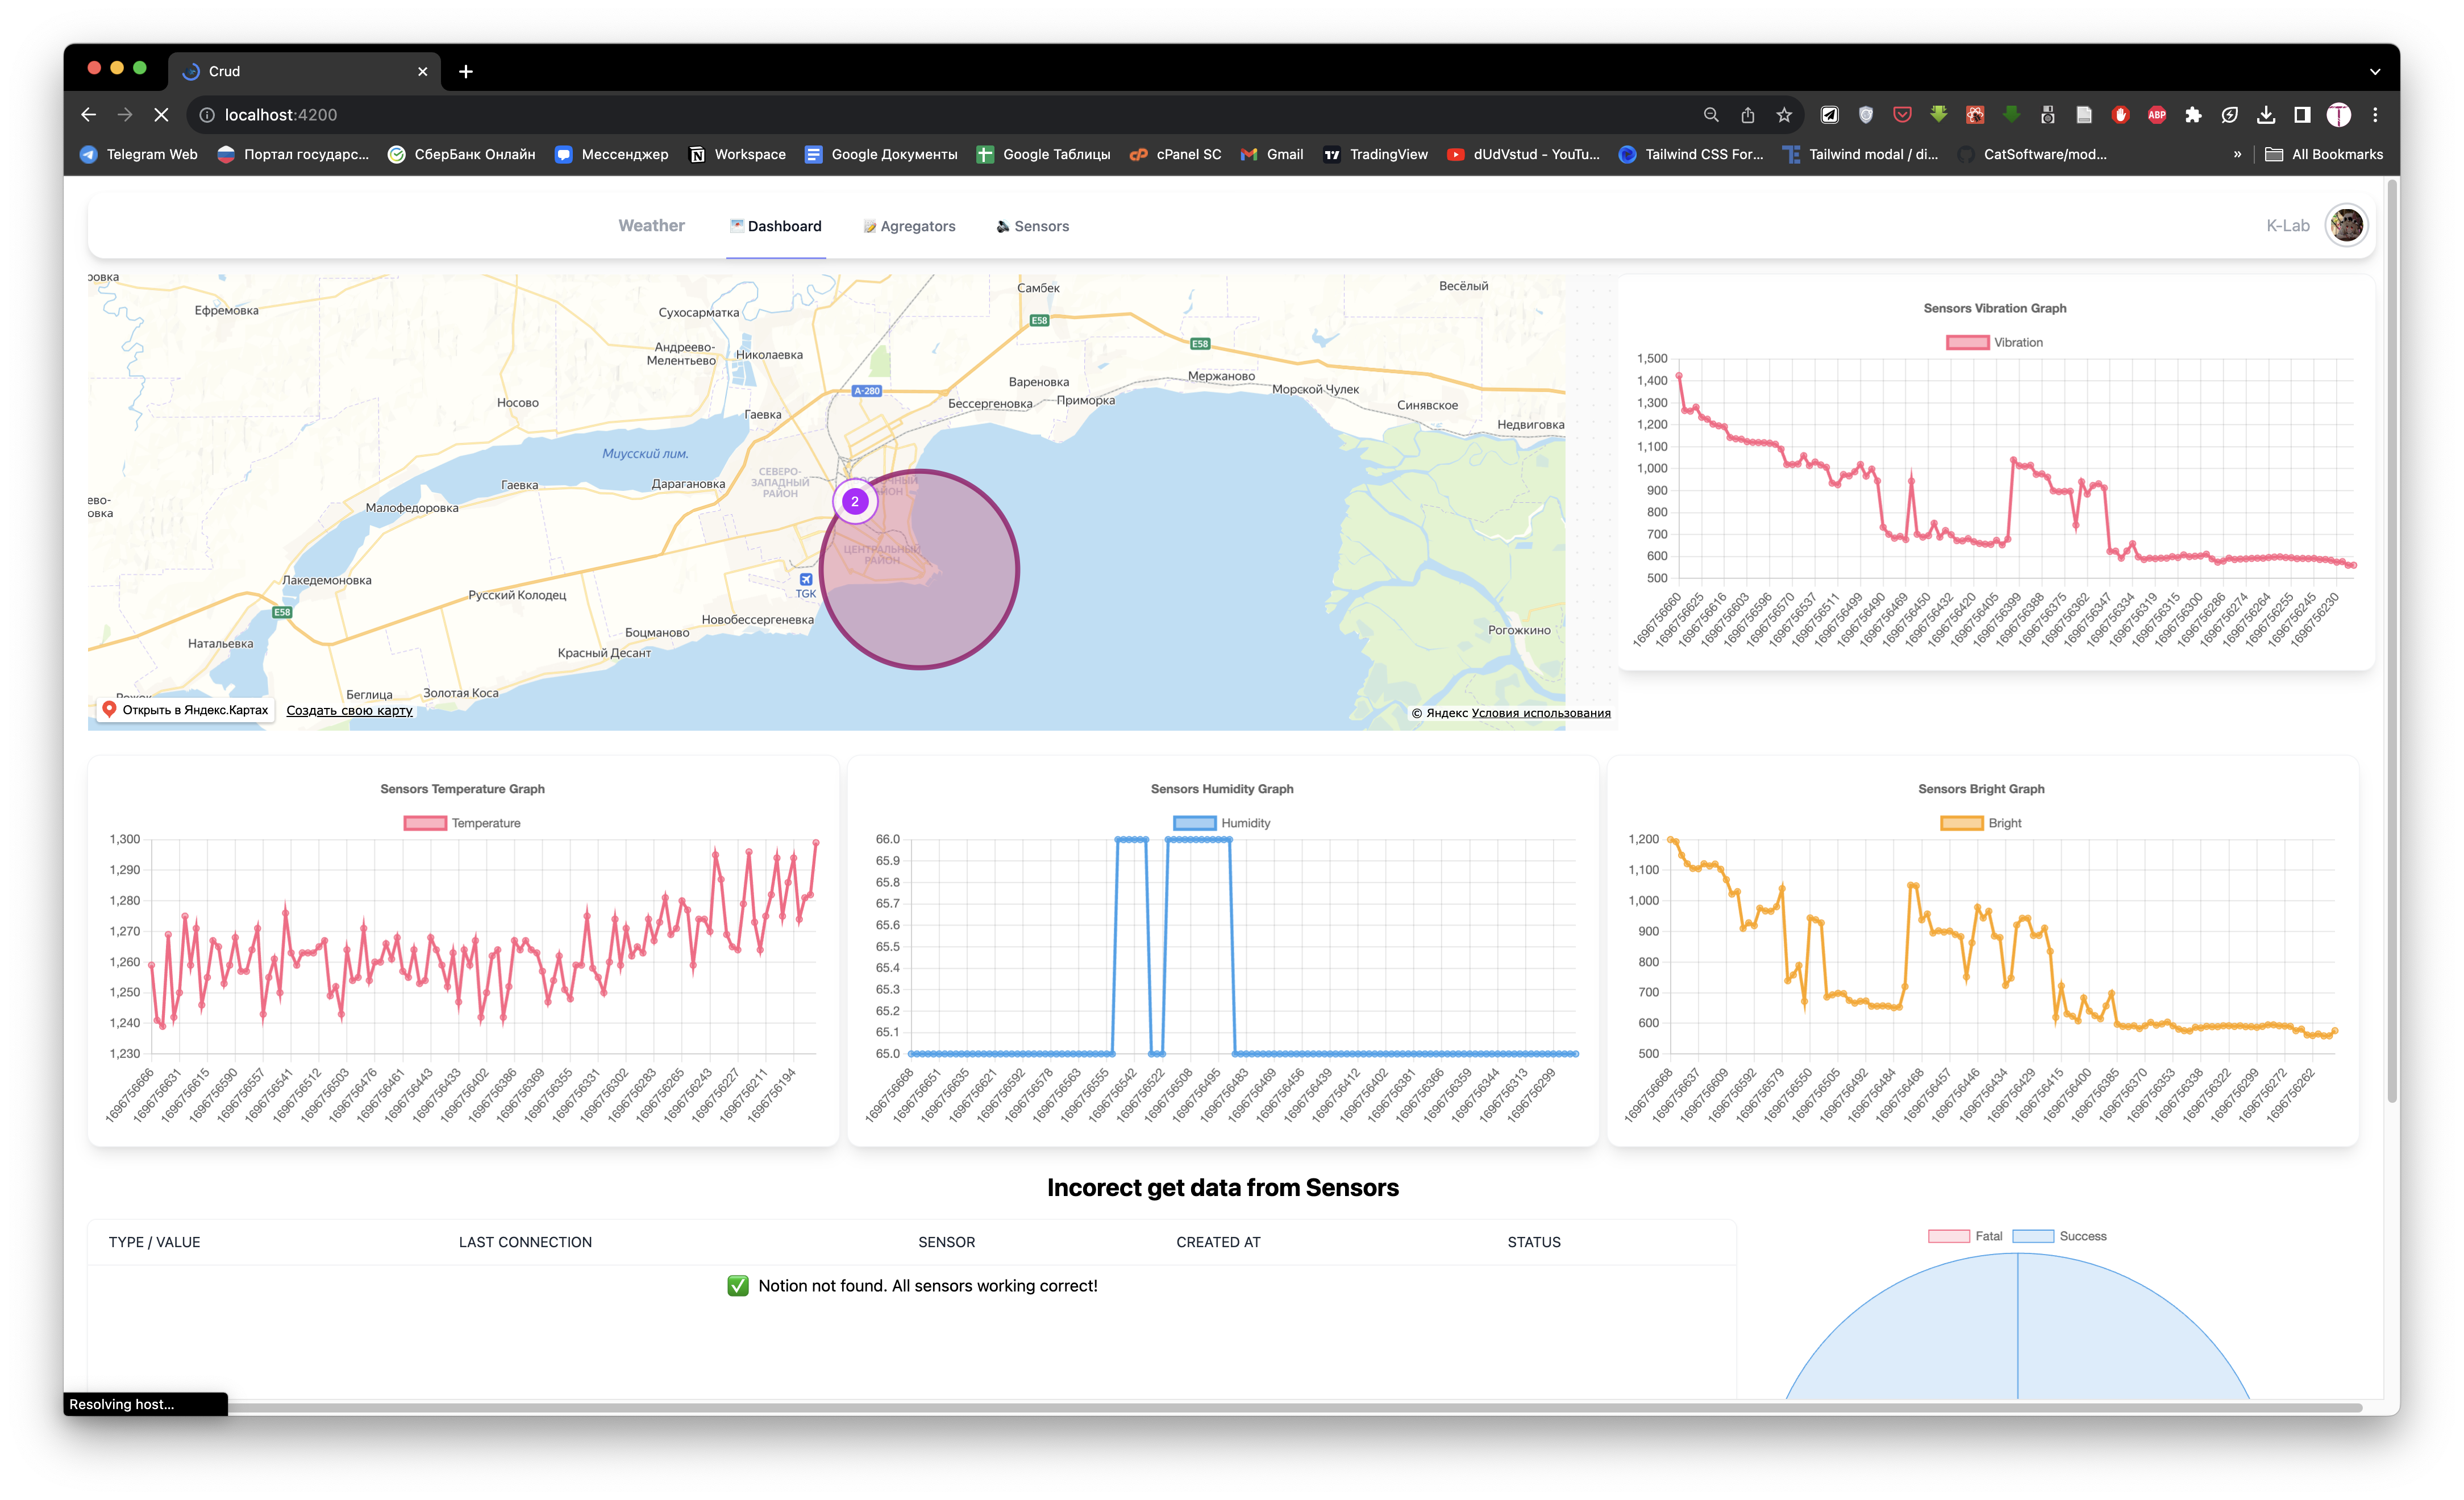 Crud
localhost:4200
Telegram Web
Портал государс...
СберБанк Онлайн
Мессенджер
Workspace
Google Документы
Google Таблицы
cPanel SC
Gmail
TradingView
dUdVstud - YouTu...
Tailwind CSS For...
Tailwind modal / di...
CatSoftware/mod...
»
All Bookmarks
Weather
Dashboard
Agregators
Sensors
K-Lab
Ефремовка
Сухосарматка
Самбек
Весёлый
E58
E58
Андреево-
Мелентьево
Николаевка
A-280
Вареновка
Мержаново
Морской Чулек
Носово
Гаевка
Бессергеновка
Приморка
Синявское
Недвиговка
Миусский лим.
СЕВЕРО-
ЗАПАДНЫЙ
РАЙОН
2
Гаевка
Дарагановка
Малофедоровка
ево-
овка
ЦЕНТРАЛЬНЫЙ
РАЙОН
Лакедемоновка
TGK
E58
Русский Колодец
Новобессергеневка
Боцманово
Натальевка
Красный Десант
Рогожкино
Беглица
Золотая Коса
Открыть в Яндекс.Картах
Создать свою карту
© Яндекс Условия использования
Sensors Vibration Graph
Vibration
1,500
1,400
1,300
1,200
1,100
1,000
900
800
700
600
500
1696756660
1696756625
1696756616
1696756603
1696756596
1696756570
1696756537
1696756511
1696756499
1696756490
1696756469
1696756450
1696756432
1696756420
1696756405
1696756399
1696756388
1696756375
1696756362
1696756347
1696756334
1696756319
1696756315
1696756300
1696756286
1696756274
1696756264
1696756255
1696756245
1696756230
Sensors Temperature Graph
Temperature
1,300
1,290
1,280
1,270
1,260
1,250
1,240
1,230
1696756666
1696756631
1696756615
1696756590
1696756557
1696756541
1696756512
1696756503
1696756476
1696756461
1696756443
1696756433
1696756402
1696756386
1696756369
1696756355
1696756331
1696756302
1696756283
1696756265
1696756243
1696756227
1696756211
1696756194
Sensors Humidity Graph
Humidity
66.0
65.9
65.8
65.7
65.6
65.5
65.4
65.3
65.2
65.1
65.0
1696756668
1696756651
1696756635
1696756621
1696756592
1696756578
1696756563
1696756555
1696756542
1696756522
1696756508
1696756495
1696756483
1696756469
1696756456
1696756439
1696756412
1696756402
1696756381
1696756366
1696756359
1696756344
1696756313
1696756299
Sensors Bright Graph
Bright
1,200
1,100
1,000
900
800
700
600
500
1696756668
1696756637
1696756609
1696756592
1696756579
1696756550
1696756505
1696756492
1696756484
1696756468
1696756457
1696756446
1696756434
1696756429
1696756415
1696756400
1696756385
1696756370
1696756353
1696756338
1696756322
1696756299
1696756272
1696756262
Incorect get data from Sensors
TYPE / VALUE
LAST CONNECTION
SENSOR
CREATED AT
STATUS
Notion not found. All sensors working correct!
Fatal
Success
Resolving host...